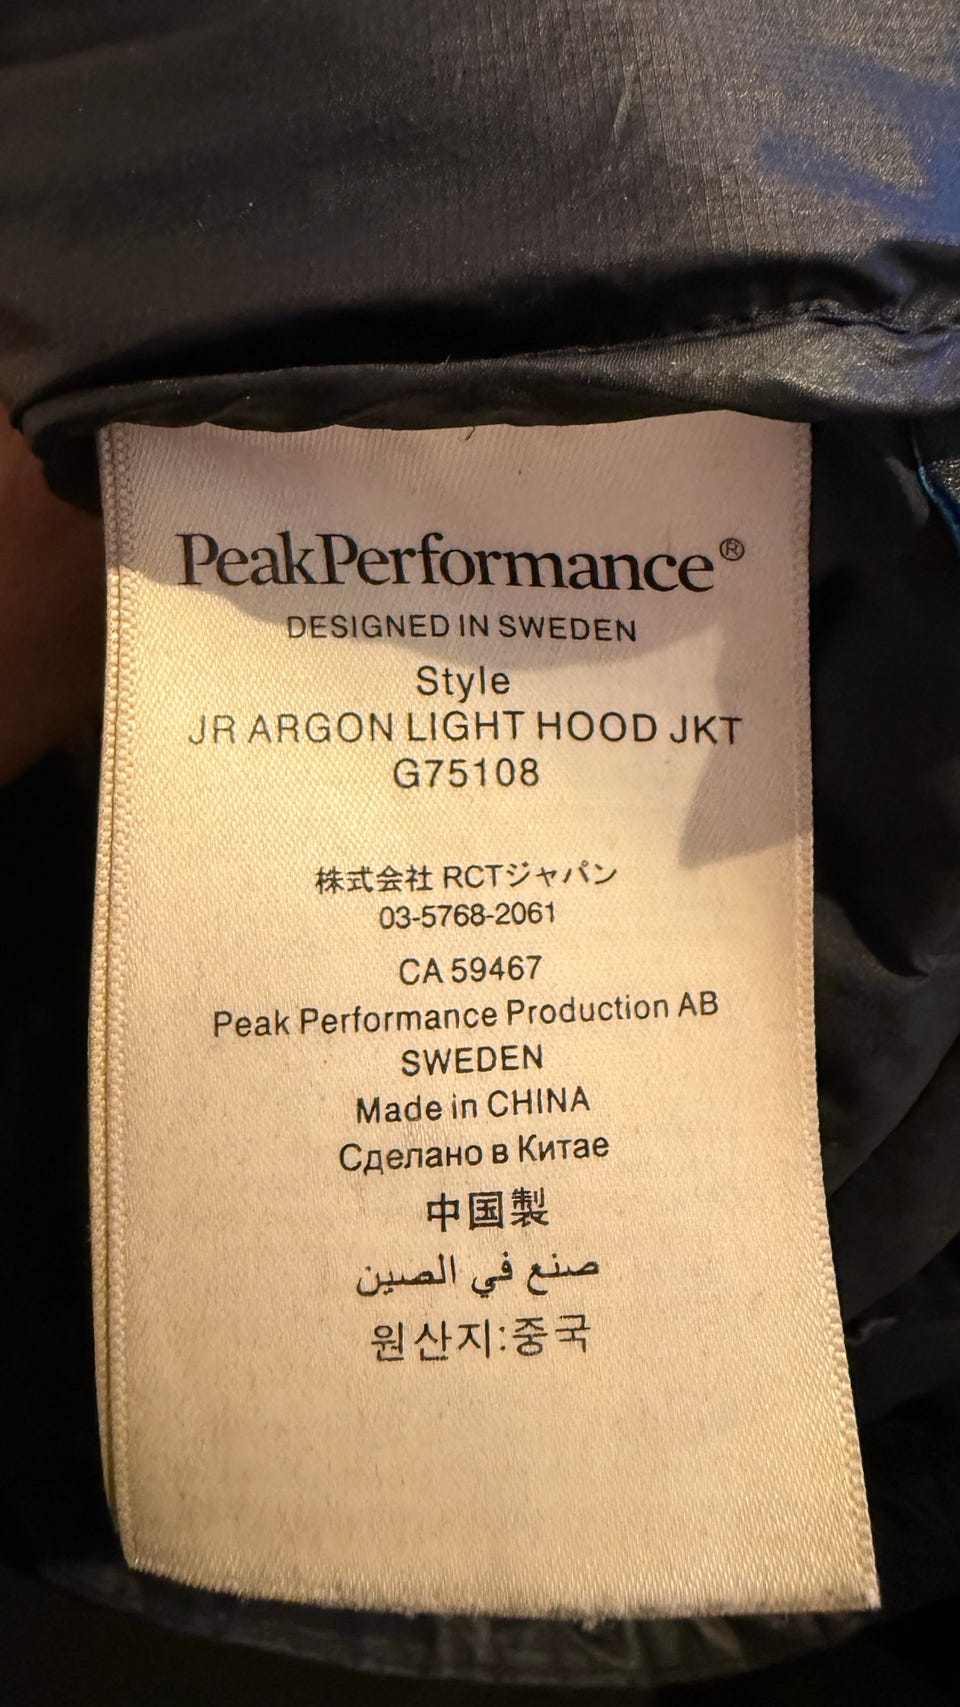 PeakPerformance®
DESIGNED IN SWEDEN
Style
JR ARGON LIGHT HOOD JKT
G75108
株式会社 RCTジャパン
03-5768-2061
CA 59467
Peak Performance Production AB
SWEDEN
Made in CHINA
Сделано в Китае
中国製
صنع في الصين
원산지:중국